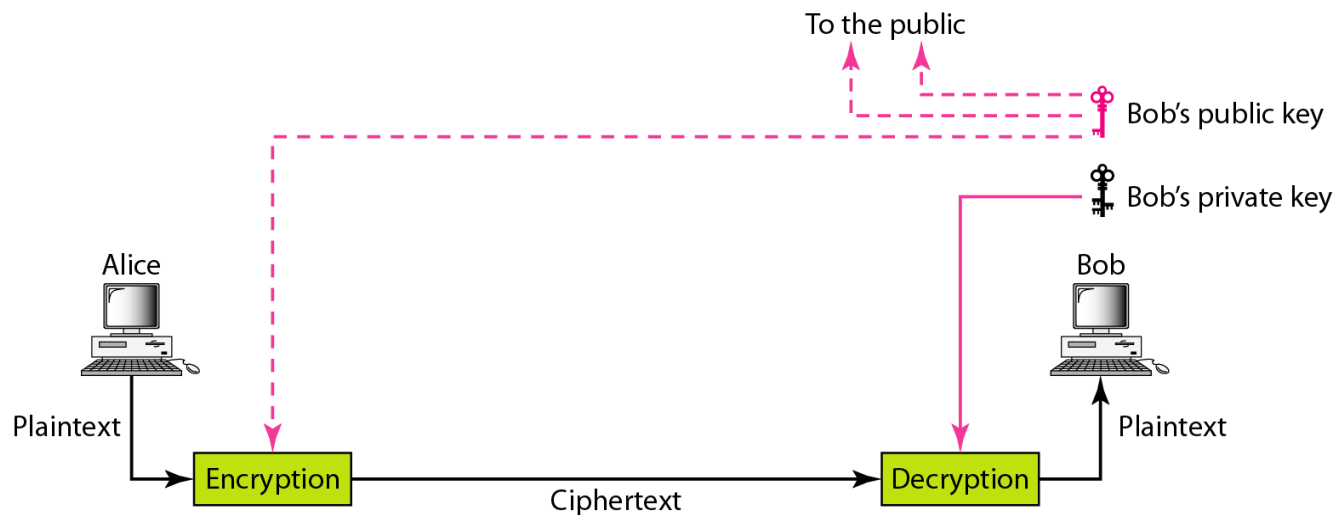 To the public
Bob’s public key
Bob’s private key
Alice
Bob
Plaintext
Plaintext
Encryption
Decryption
Ciphertext